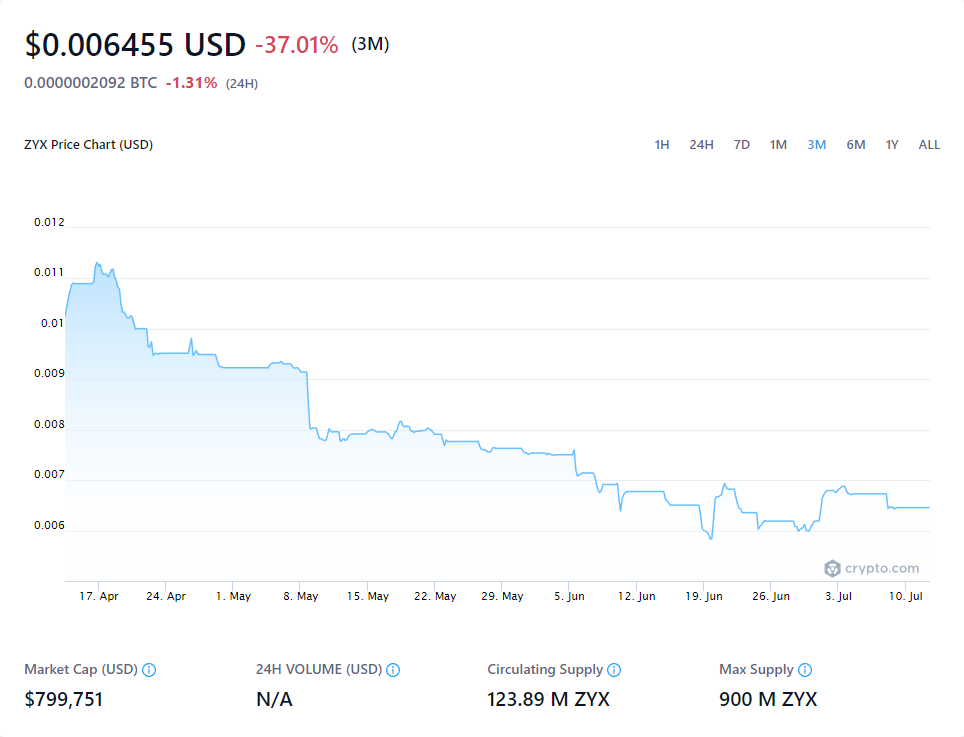 $0.006455 USD -37.01% (3M)
0.0000002092 BTC -1.31% (24H)
ZYX Price Chart (USD) 1H 24H 7D 1M 3M 6M 1Y ALL
0.012
0.011
0.01
0.009
0.008
0.007
0.006
crypto.com
17. Apr 24. Apr 1. May 8. May 15. May 22. May 29. May 5. Jun 12. Jun 19. Jun 26. Jun 3. Jul 10. Jul
Market Cap (USD) 24H VOLUME (USD) Circulating Supply Max Supply
$799,751 N/A 123.89 M ZYX 900 M ZYX